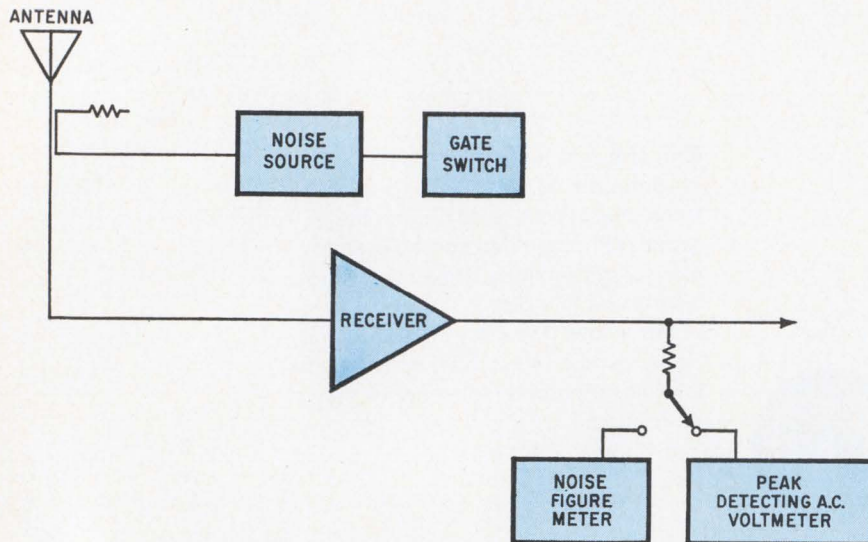 ANTENNA
NOISE
SOURCE
GATE
SWITCH
RECEIVER
NOISE
FIGURE
METER
PEAK
DETECTING A.C.
VOLTMETER